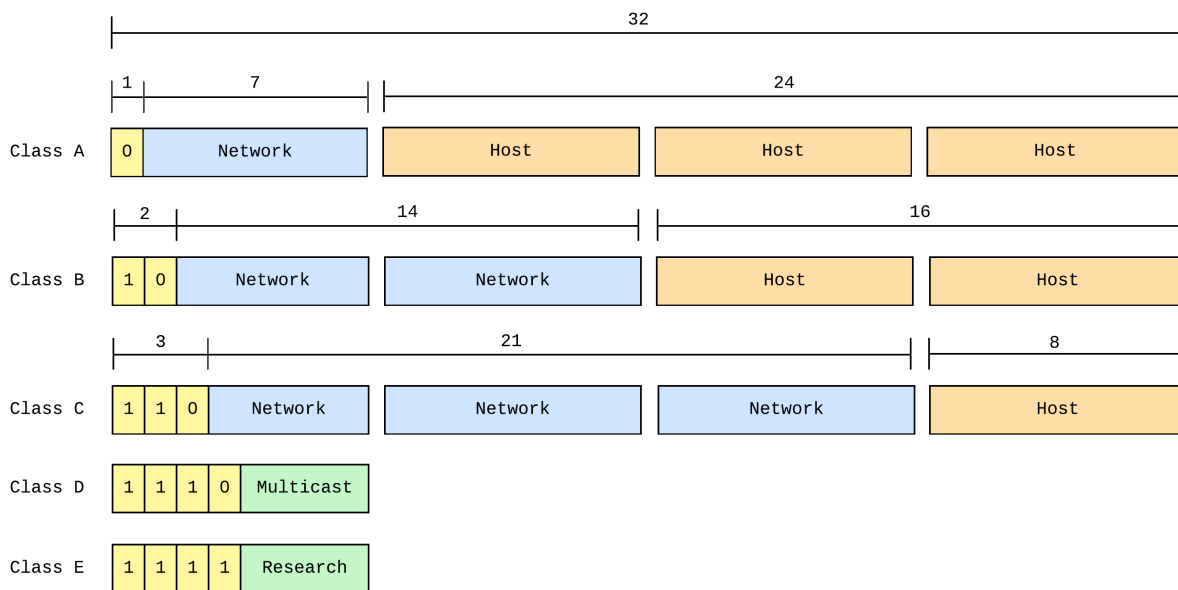 32
1 7 24
Class A 0 Network Host Host Host
2 14 16
Class B 1 0 Network Network Host Host
3 21 8
Class C 1 1 0 Network Network Network Host
Class D 1 1 1 0 Multicast
Class E 1 1 1 1 Research